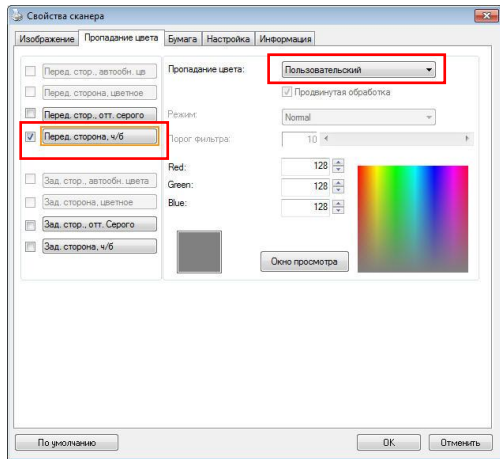 Свойства сканера
Изображение Пропадание цвета Бумага Настройка Информация
Перед. стор., автообн. цв
Перед. сторона, цветное
Перед. стор., отт. серого
Перед. сторона, ч/б
Зад. стор., автообн. цвета
Зад. сторона, цветное
Зад. стор., отт. Серого
Зад. сторона, ч/б
Пропадание цвета: Пользовательский
Продвинутая обработка
Режим: Normal
Порог фильтра: 10
Red: 128
Green: 128
Blue: 128
Окно просмотра
По умолчанию OK Отменить